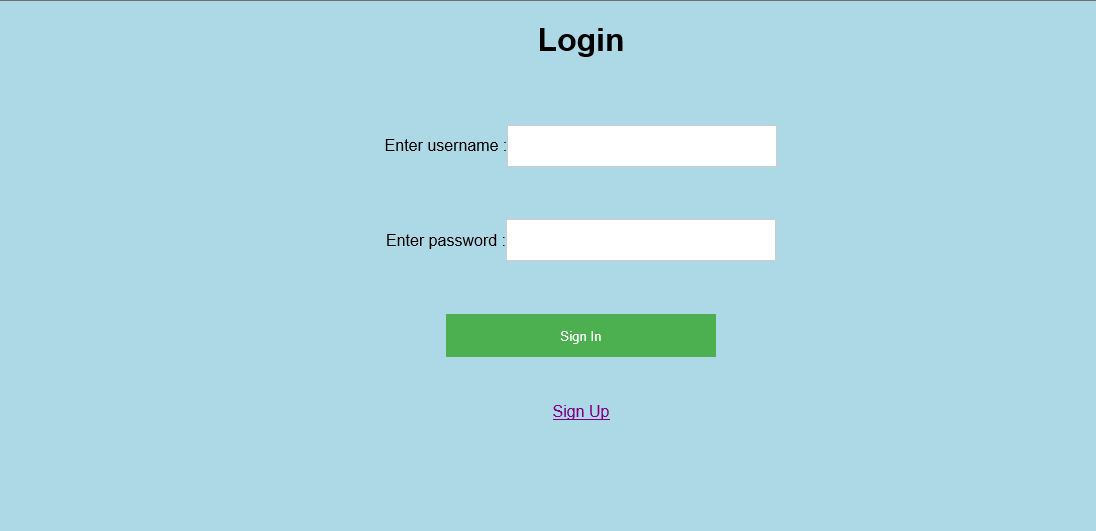 Login
Enter username :
Enter password :
Sign In
Sign Up